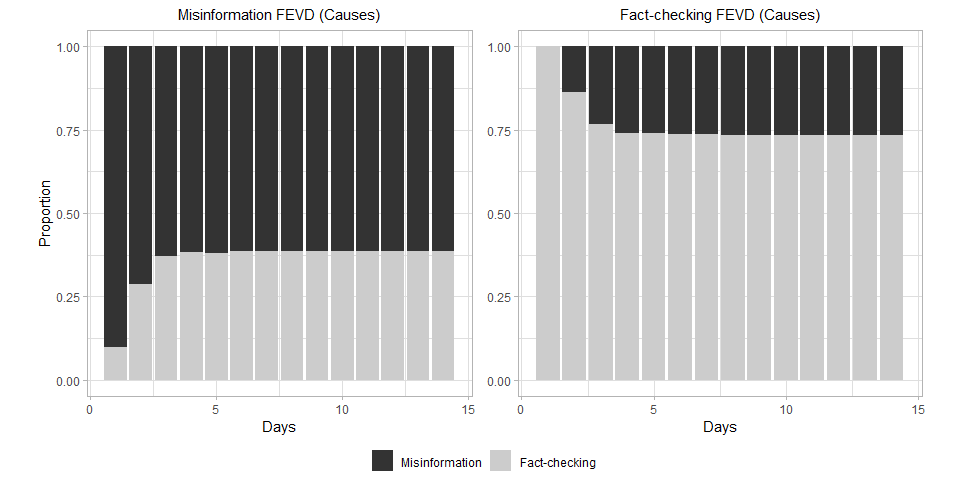 Misinformation FEVD (Causes)
Fact-checking FEVD (Causes)
Proportion
1.00
0.75
0.50
0.25
0.00
0
5
10
15
Days
1.00
0.75
0.50
0.25
0.00
0
5
10
15
Days
Misinformation
Fact-checking